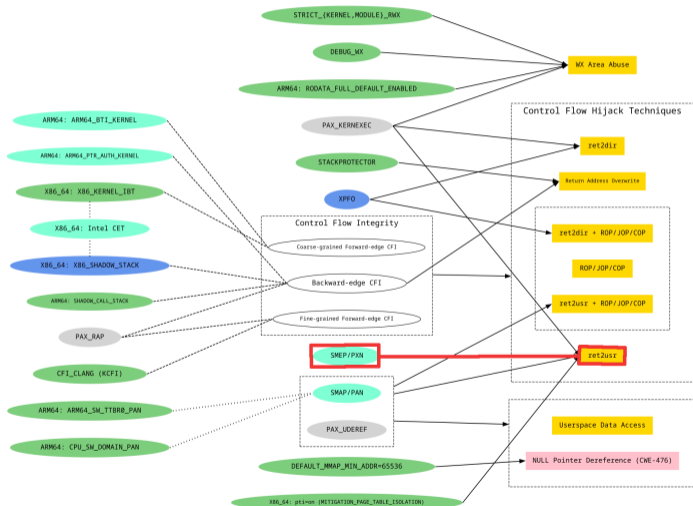 STRICT_{KERNEL,MODULE}_RWX
DEBUG_WX
WX Area Abuse
ARM64: RODATA_FULL_DEFAULT_ENABLED
Control Flow Hijack Techniques
ARM64: ARM64_BTI_KERNEL
PAX_KERNEXEC
ret2dir
ARM64: ARM64_PTR_AUTH_KERNEL
STACKPROTECTOR
Return Address Overwrite
X86_64: X86_KERNEL_IBT
XPFO
Control Flow Integrity
X86_64: Intel CET
ret2dir + ROP/JOP/COP
Coarse-grained Forward-edge CFI
X86_64: X86_SHADOW_STACK
ROP/JOP/COP
Backward-edge CFI
ARM64: SHADOW_CALL_STACK
ret2usr + ROP/JOP/COP
Fine-grained Forward-edge CFI
PAX_RAP
SMEP/PXN
ret2usr
CFI_CLANG (KCFI)
SMAP/PAN
ARM64: ARM64_SW_TTBR0_PAN
PAX_UDEREF
Userspace Data Access
ARM: CPU_SW_DOMAIN_PAN
DEFAULT_MMAP_MIN_ADDR=65536
NULL Pointer Dereference (CWE-476)
X86_64: pti=on (MITIGATION_PAGE_TABLE_ISOLATION)